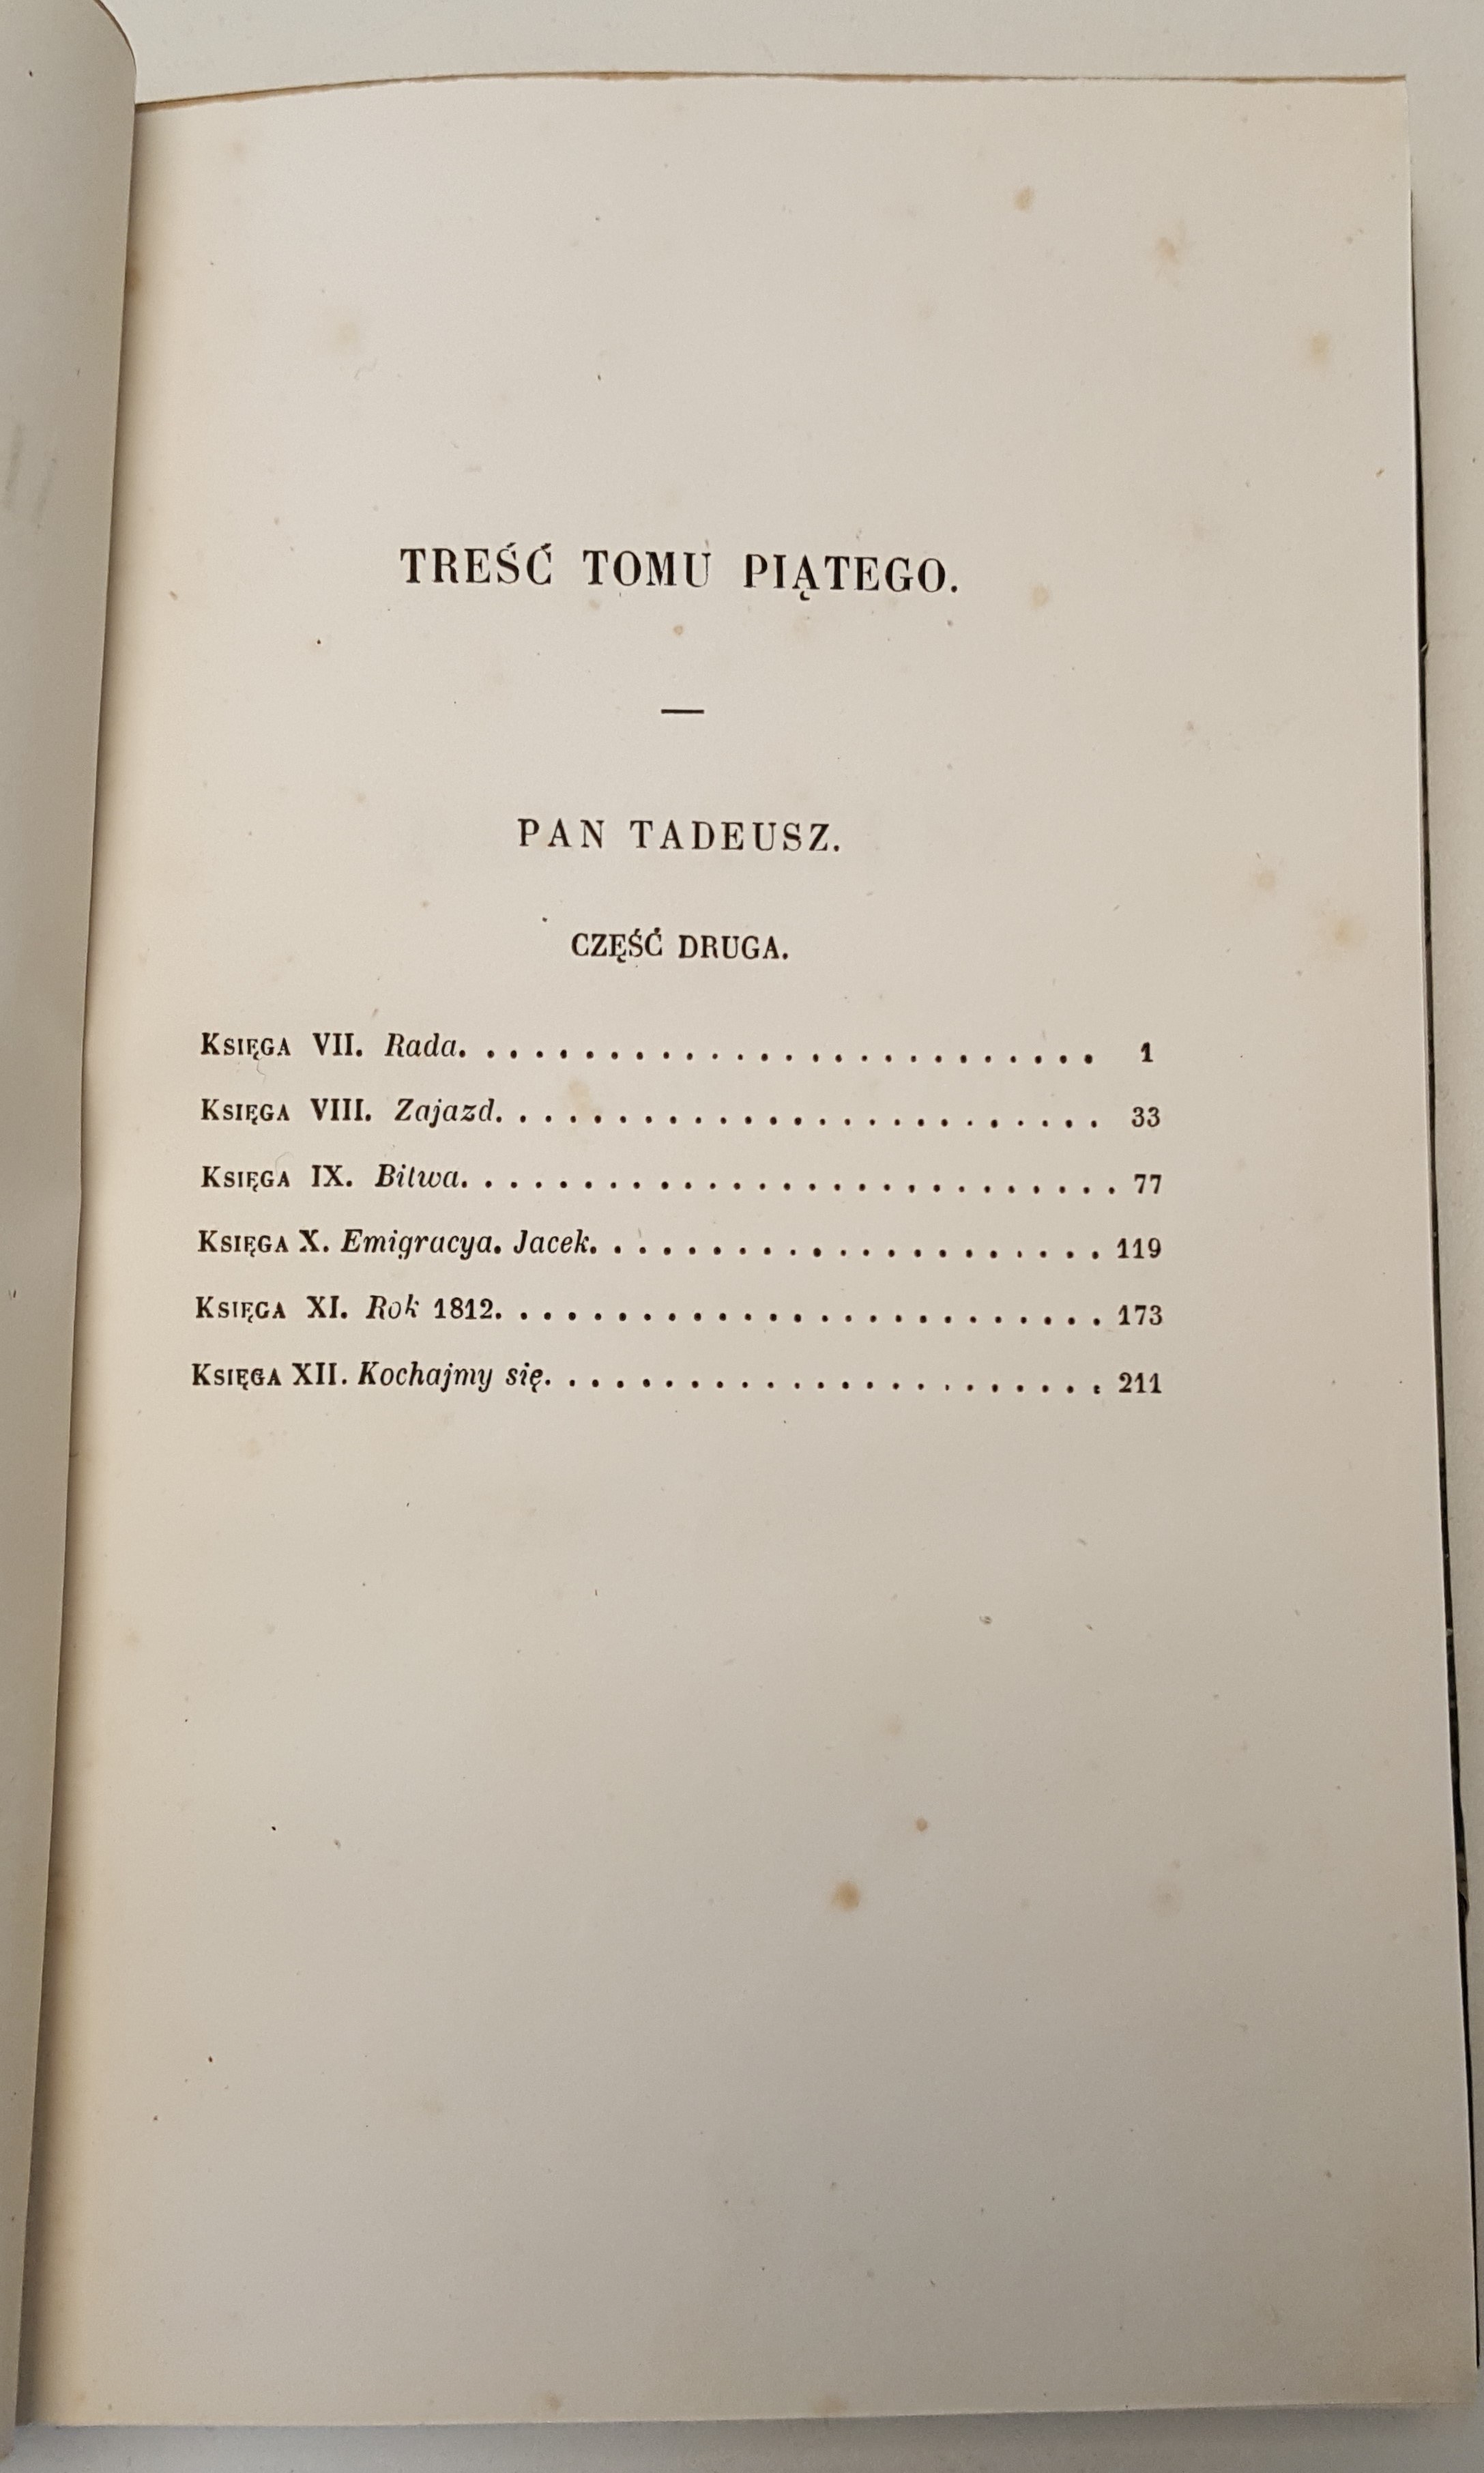 TREŚĆ TOMU PIĄTEGO.
—
PAN TADEUSZ.
CZĘŚĆ DRUGA.
Księga VII. Rada. . . . . . . . . . . . . . . . . . . . . . . . . . 1
Księga VIII. Zajazd. . . . . . . . . . . . . . . . . . . . . . . . . 33
Księga IX. Bitwa. . . . . . . . . . . . . . . . . . . . . . . . . . . 77
Księga X. Emigracya. Jacek. . . . . . . . . . . . . . . . . . . . . 119
Księga XI. Rok 1812. . . . . . . . . . . . . . . . . . . . . . . . . 173
Księga XII. Kochajmy się. . . . . . . . . . . . . . . . . . . . . . . 211